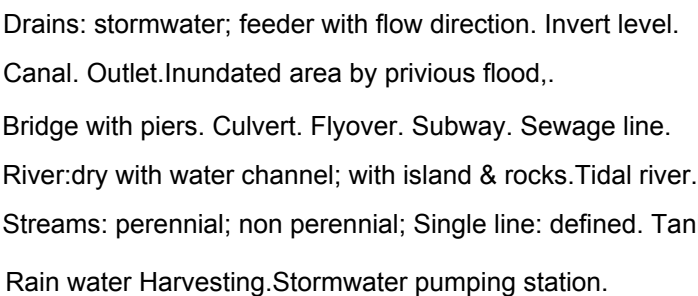 Drains: stormwater; feeder with flow direction. Invert level.
Canal. Outlet.Inundated area by privious flood,.
Bridge with piers. Culvert. Flyover. Subway. Sewage line.
River:dry with water channel; with island & rocks.Tidal river.
Streams: perennial; non perennial; Single line: defined. Tan
Rain water Harvesting.Stormwater pumping station.